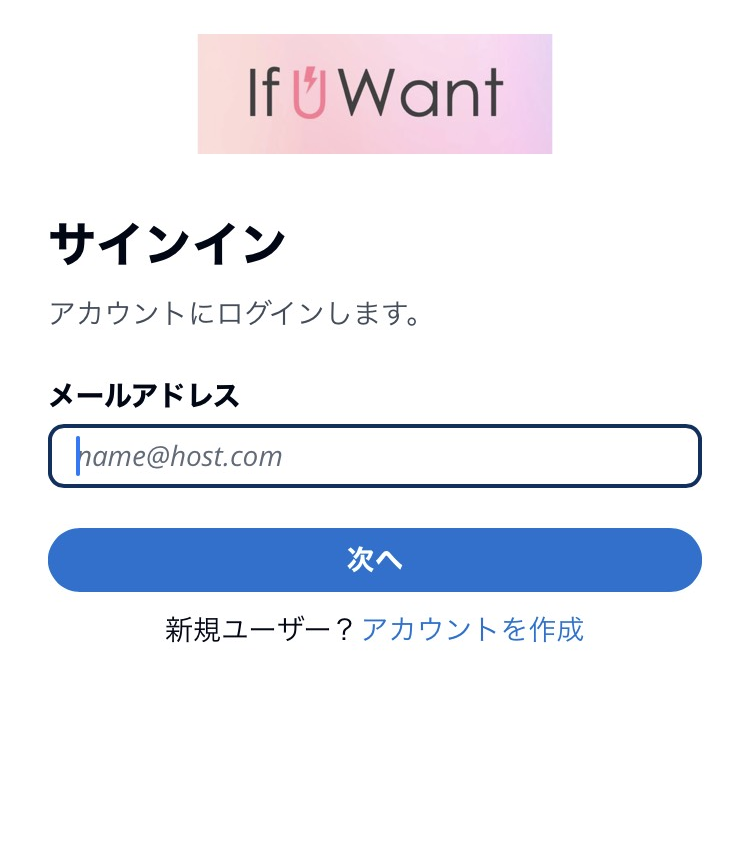 If U Want
サインイン
アカウントにログインします。
メールアドレス
name@host.com
次へ
新規ユーザー？アカウントを作成